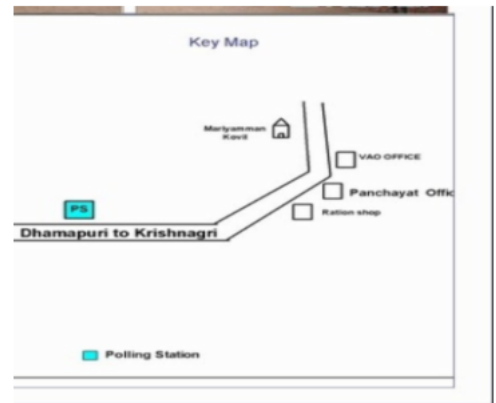 Key Map
Mariyamman
Kovil
VAO OFFICE
Panchayat Offic
Ration shop
PS
Dhamapuri to Krishnagri
Polling Station